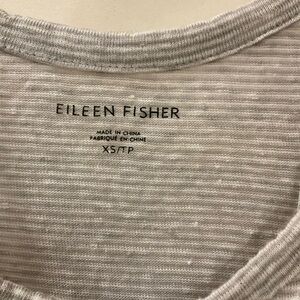 EILEEN FISHER
MADE IN CHINA
FABRIQUÉ EN CHINE
XS/TP